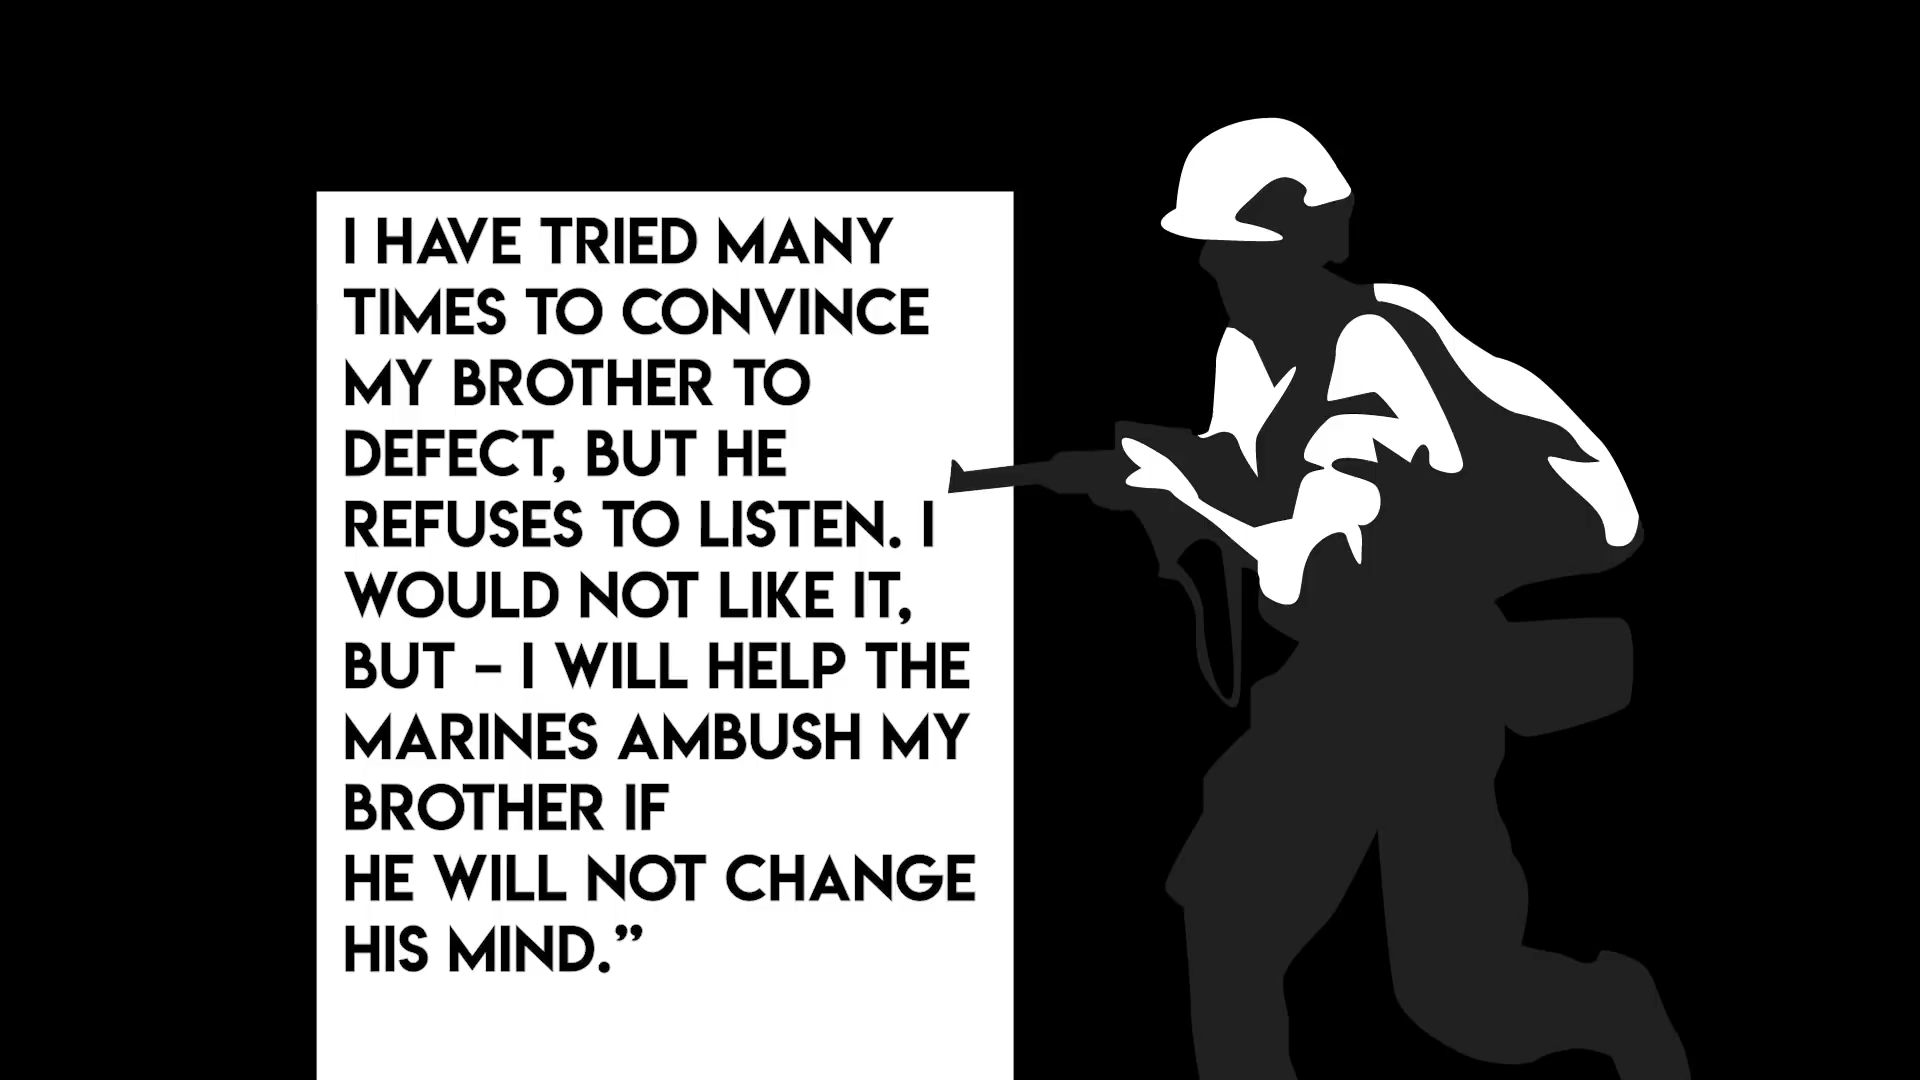 I HAVE TRIED MANY
TIMES TO CONVINCE
MY BROTHER TO
DEFECT, BUT HE
REFUSES TO LISTEN. I
WOULD NOT LIKE IT,
BUT – I WILL HELP THE
MARINES AMBUSH MY
BROTHER IF
HE WILL NOT CHANGE
HIS MIND.”